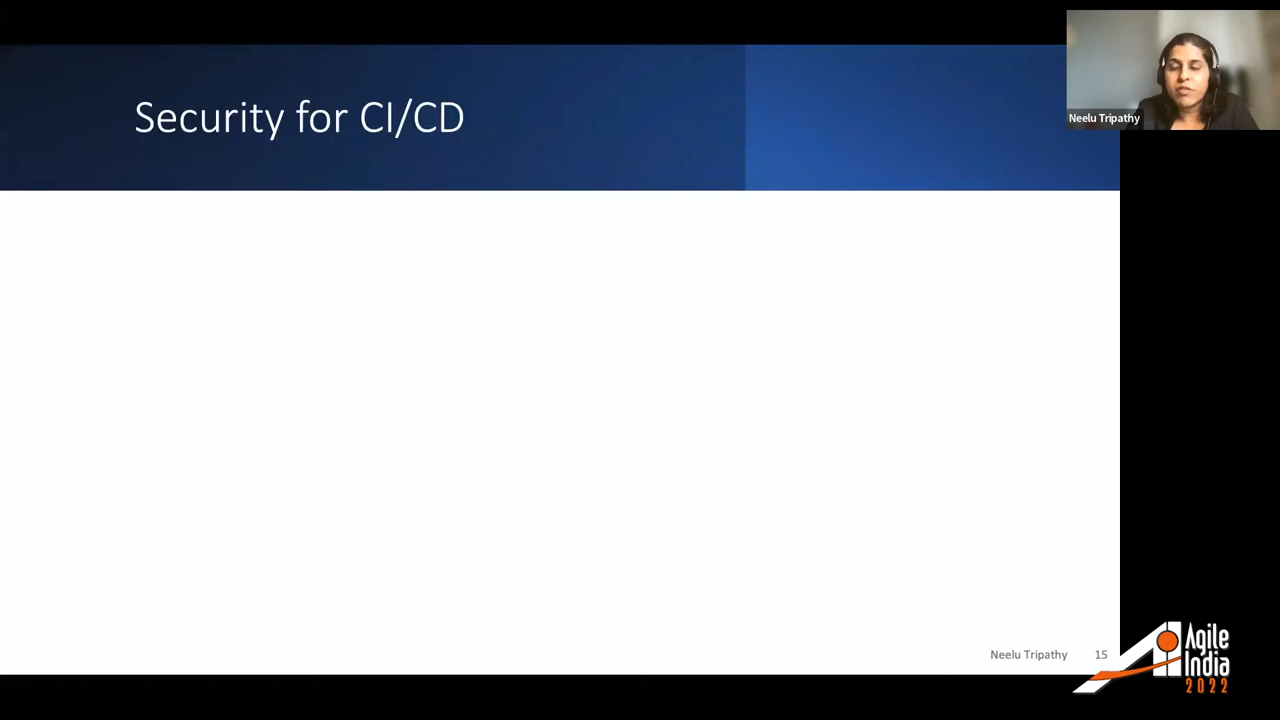 Security for CI/CD
Neelu Tripathy
Neelu Tripathy 15
Agile
India
2022